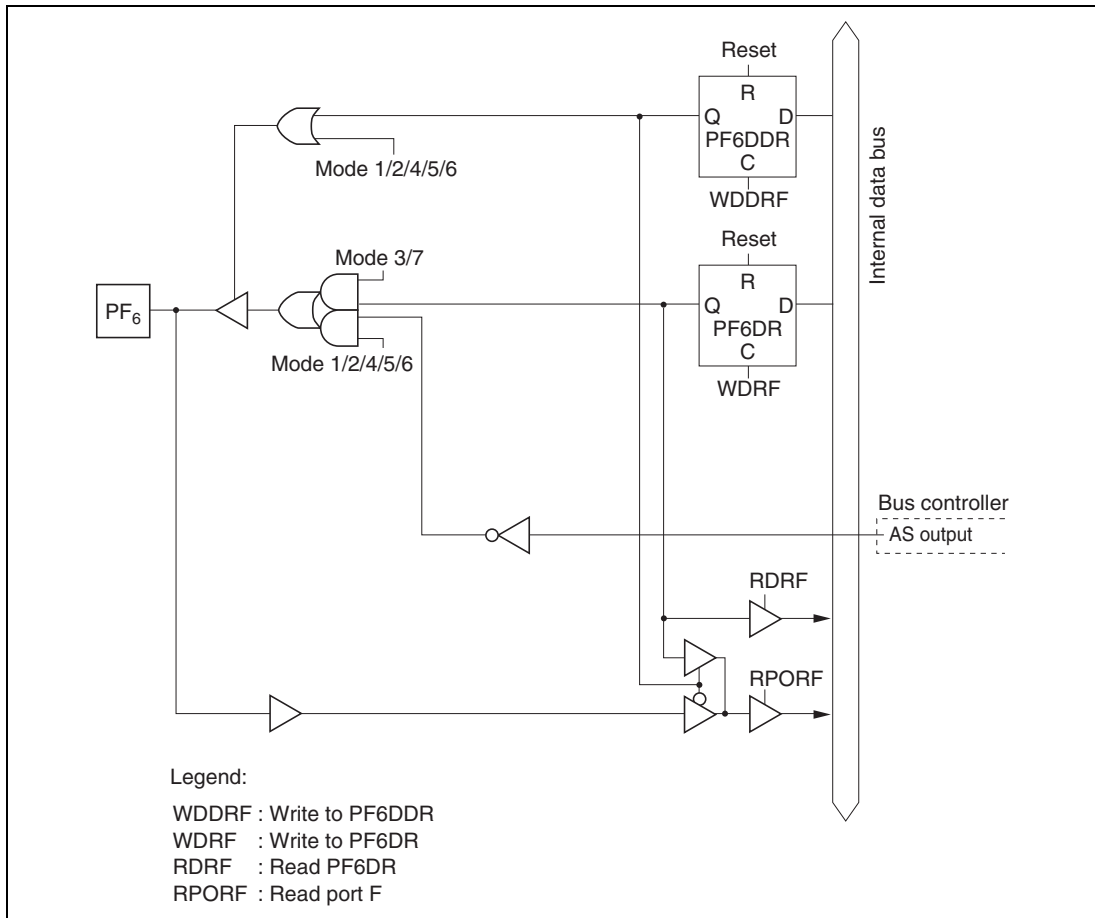 Reset
R
Q D
PF6DDR
C
WDDRF
Mode 1/2/4/5/6
Internal data bus
Reset
R
Q D
PF6DR
C
WDRF
Mode 3/7
PF6
Mode 1/2/4/5/6
Bus controller
AS output
RDRF
RPORF
Legend:
WDDRF : Write to PF6DDR
WDRF : Write to PF6DR
RDRF : Read PF6DR
RPORF : Read port F